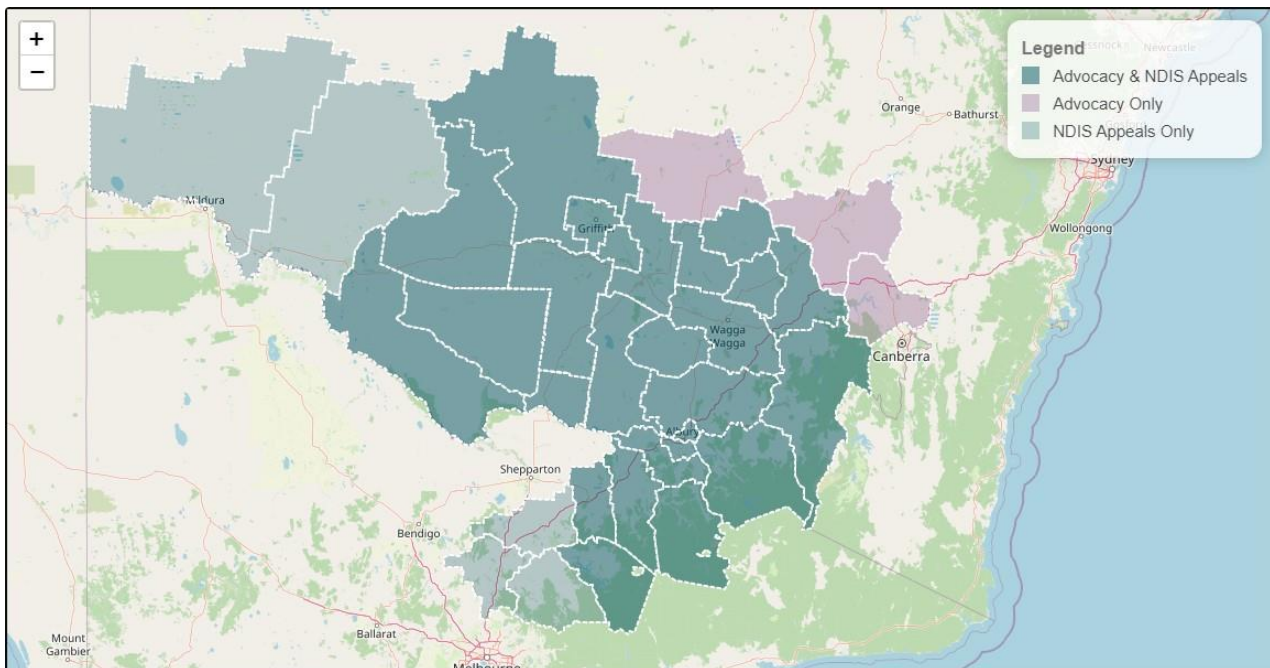 +
−
Legend
Advocacy & NDIS Appeals
Advocacy Only
NDIS Appeals Only
Newcastle
Orange
Bathurst
Sydney
Mildura
Griffith
Wollongong
Wagga
Wagga
Canberra
Albury
Shepparton
Bendigo
Ballarat
Mount
Gambier
Melbourne